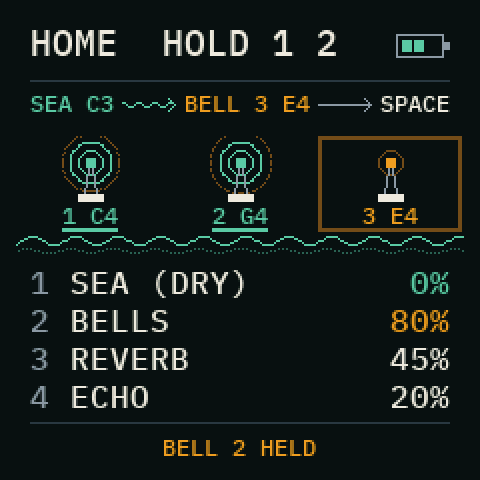 HOME HOLD 1 2
SEA C3 BELL 3 E4 SPACE
1 C4 2 G4 3 E4
1 SEA (DRY) 0%
2 BELLS 80%
3 REVERB 45%
4 ECHO 20%
BELL 2 HELD